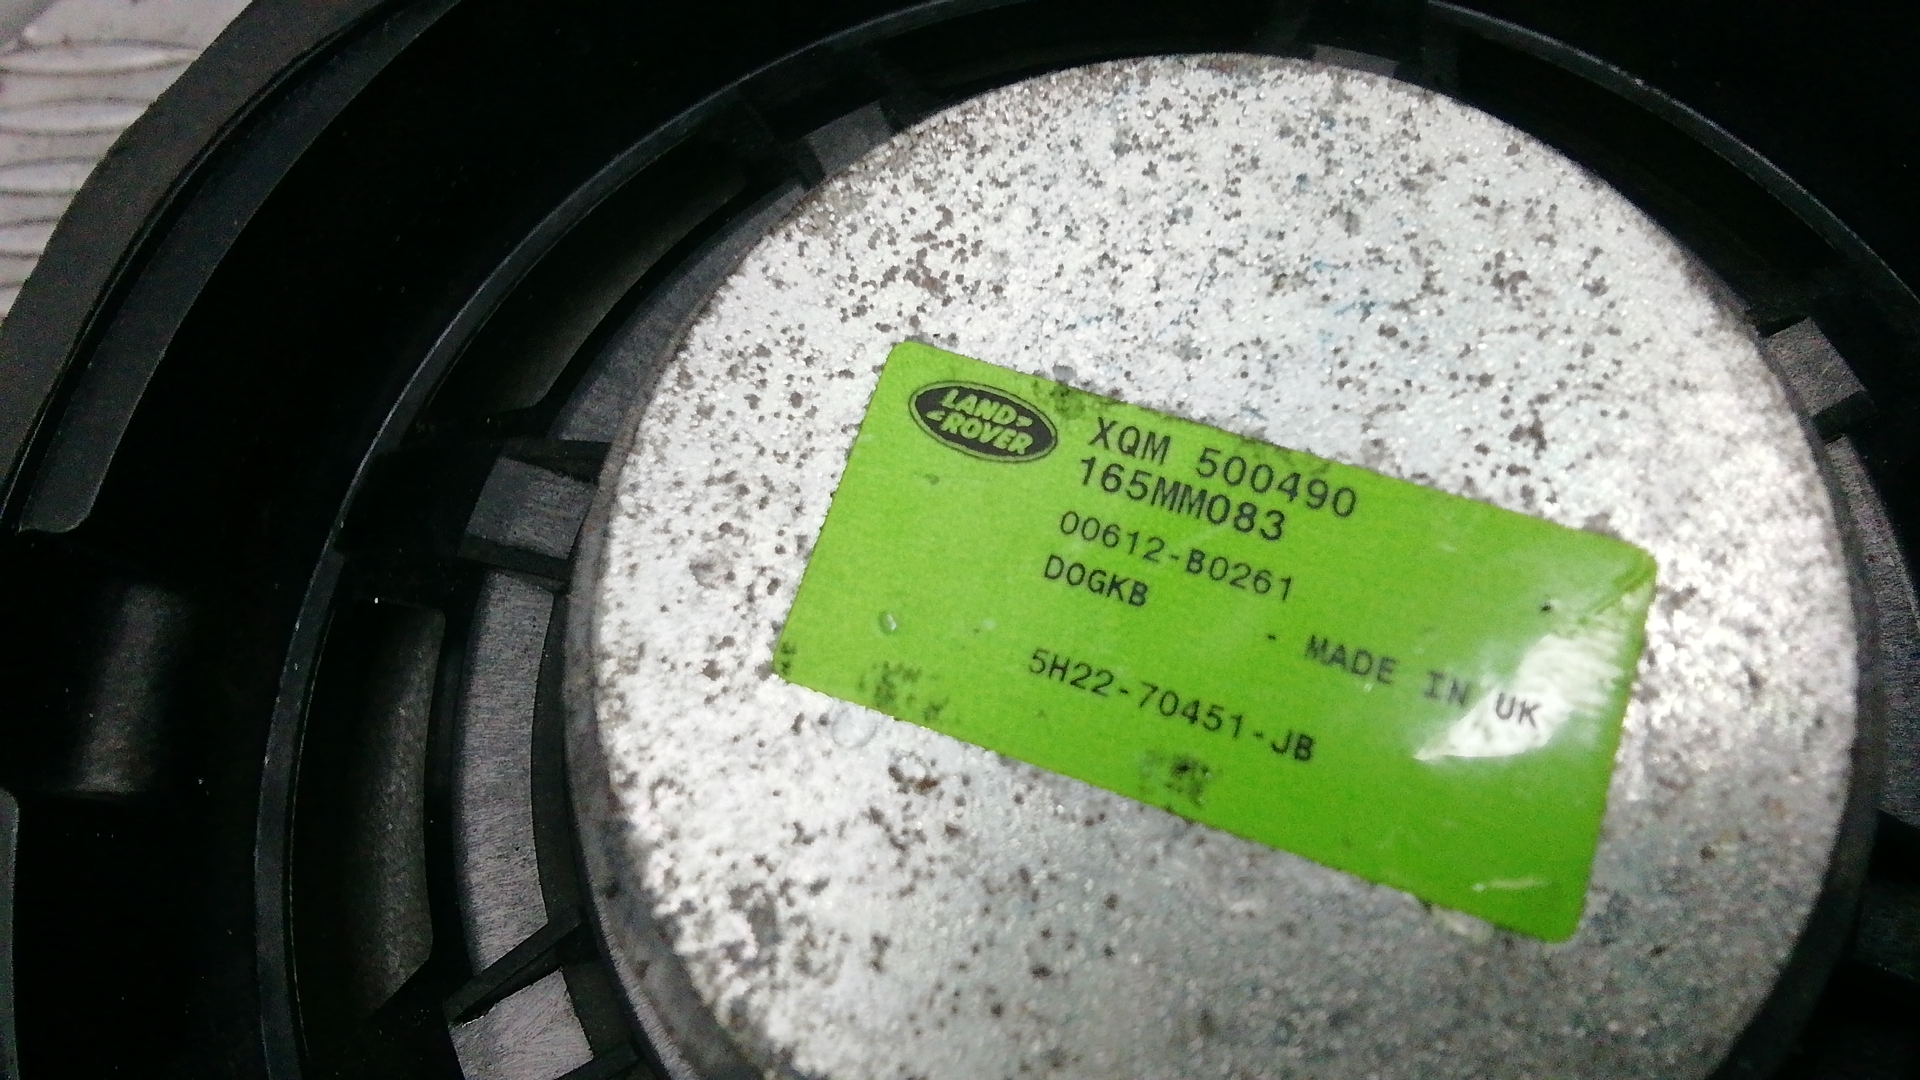 LAND
ROVER
XQM 500490
165MM083
00612-B0261
DOGKB
- MADE IN UK
5H22-70451-JB